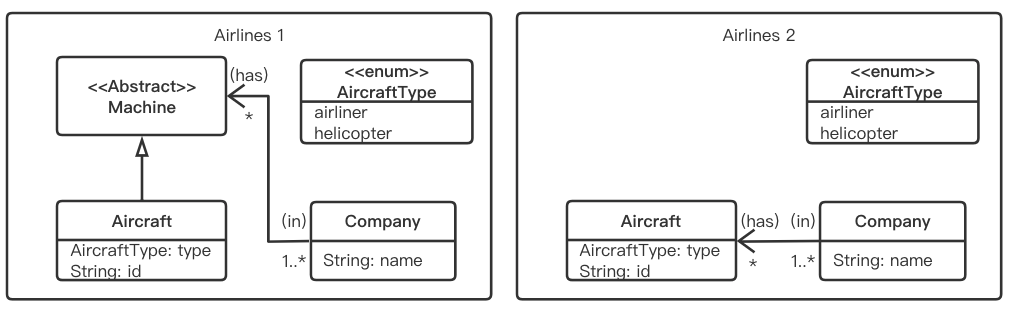 Airlines 1
<<Abstract>>
Machine
(has)
*
<<enum>>
AircraftType
airliner
helicopter
Aircraft
AircraftType: type
String: id
(in)
1..*
Company
String: name
Airlines 2
<<enum>>
AircraftType
airliner
helicopter
Aircraft
AircraftType: type
String: id
(has)
*
(in)
1..*
Company
String: name